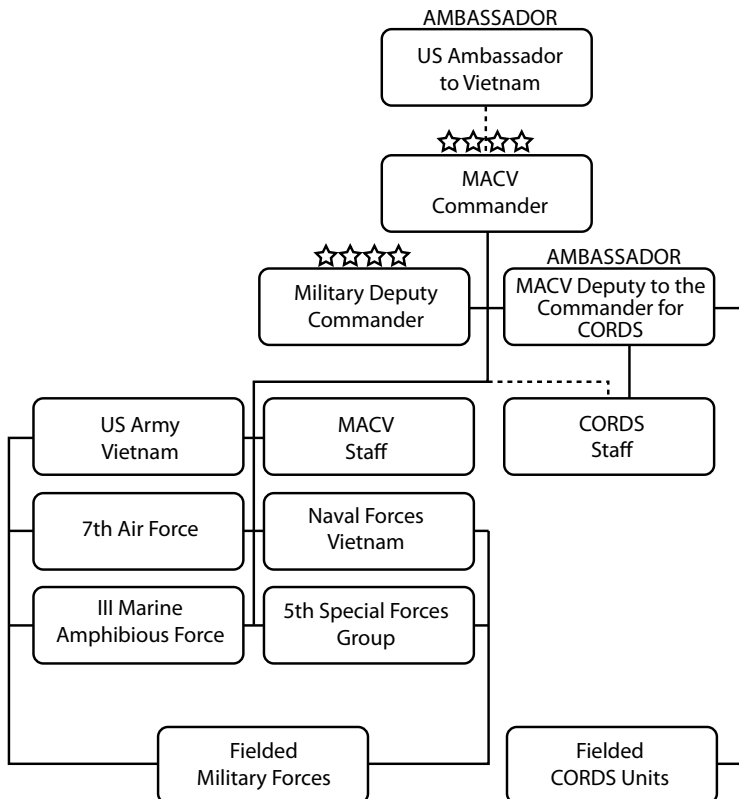 AMBASSADOR
US Ambassador
to Vietnam
MACV
Commander
Military Deputy
Commander
AMBASSADOR
MACV Deputy to the
Commander for
CORDS
US Army
Vietnam
MACV
Staff
CORDS
Staff
7th Air Force
Naval Forces
Vietnam
III Marine
Amphibious Force
5th Special Forces
Group
Fielded
Military Forces
Fielded
CORDS Units